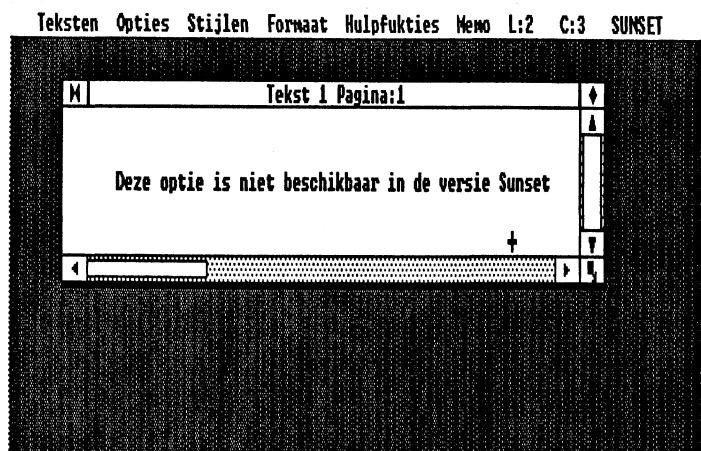 Teksten Opties Stijlen Formaat Hulpfukties Memo L:2 C:3 SUNSET
Tekst 1 Pagina:1
Deze optie is niet beschikbaar in de versie Sunset